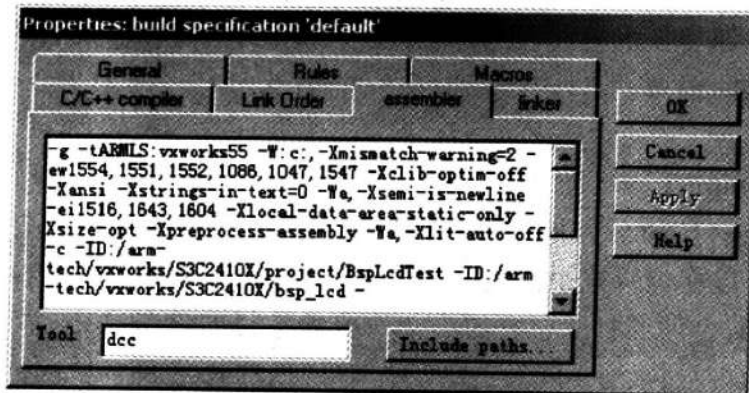 Properties: build specification 'default'
General Rules Macros
C/C++ compiler Link Order assembler linker
-g -tARMLS:vxworks55 -W:c:,-Xmismatch-warning=2 -
ew1554,1551,1552,1086,1047,1547 -Xclib-optim-off
-Xansi -Xstrings-in-text=0 -Wa,-Xsemi-is-newline
-ei1516,1643,1604 -Xlocal-data-area-static-only -
Xsize-opt -Xpreprocess-assembly -Wa,-Xlit-auto-off
-c -ID:/arm-
tech/vxworks/S3C2410X/project/BspLcdTest -ID:/arm
-tech/vxworks/S3C2410X/bsp_lcd -
Tool dcc Include paths...
OK
Cancel
Apply
Help